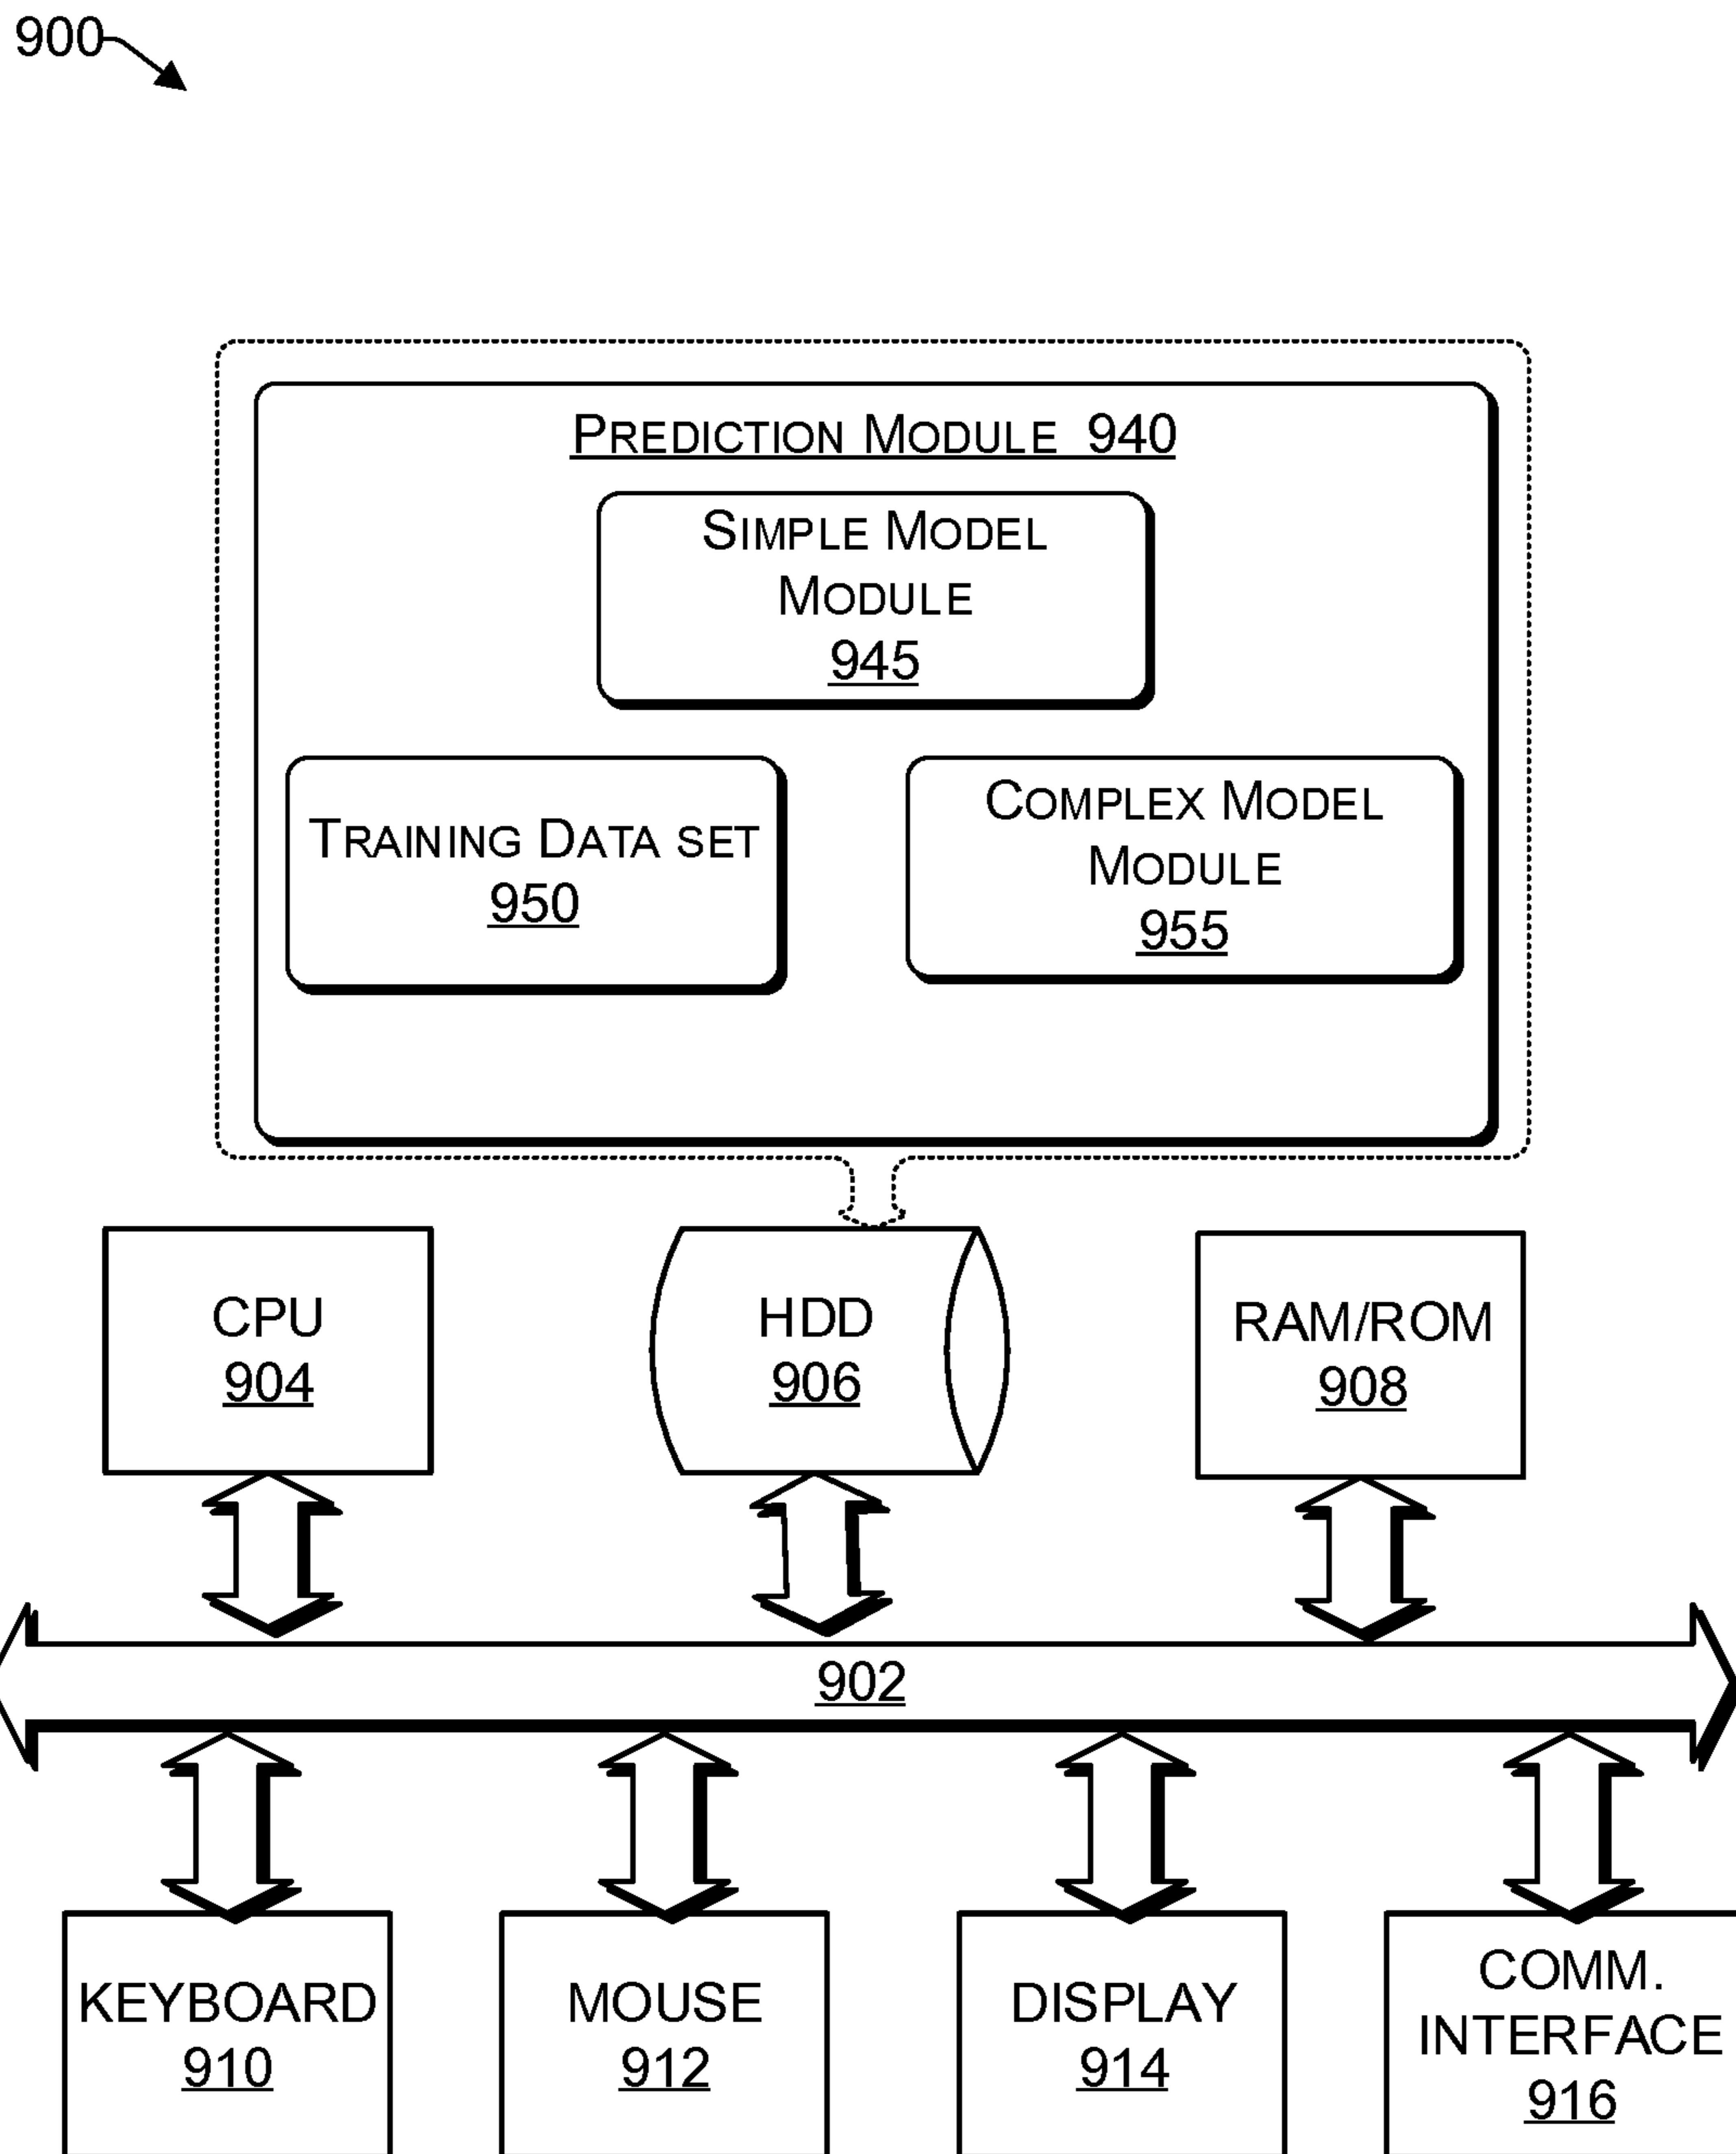 900
PREDICTION MODULE 940
SIMPLE MODEL
MODULE
945
TRAINING DATA SET
950
COMPLEX MODEL
MODULE
955
CPU
904
HDD
906
RAM/ROM
908
902
KEYBOARD
910
MOUSE
912
DISPLAY
914
COMM.
INTERFACE
916